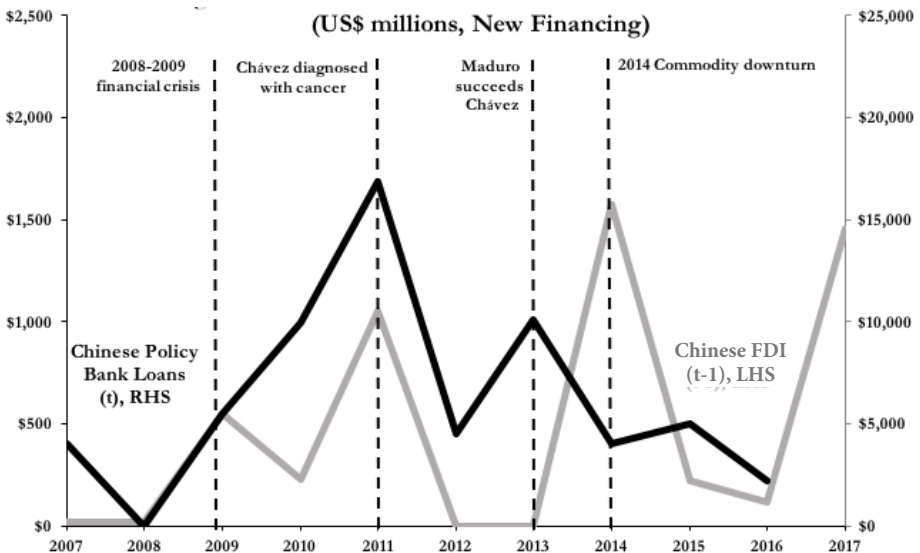 (US$ millions, New Financing)
$2,500
$25,000
2008-2009
financial crisis
Chávez diagnosed
with cancer
Maduro
succeeds
Chávez
2014 Commodity downturn
$2,000
$20,000
$1,500
$15,000
$1,000
$10,000
Chinese Policy
Bank Loans
(t), RHS
Chinese FDI
(t-1), LHS
$500
$5,000
$0
$0
2007 2008 2009 2010 2011 2012 2013 2014 2015 2016 2017